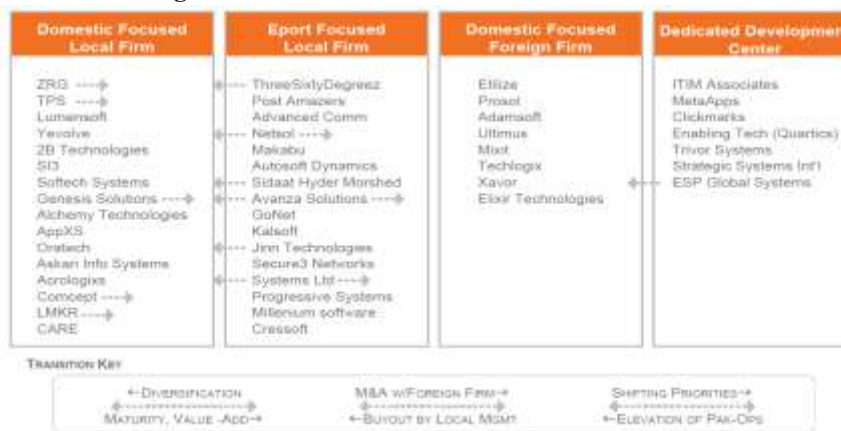 Domestic Focused
Local Firm
ZRG
TPS
Lumensoft
Yevolve
2B Technologies
SI3
Softech Systems
Genesis Solutions
Alchemy Technologies
AppXS
Oratech
Askari Info Systems
Acrologixs
Comcept
LMKR
CARE
Eport Focused
Local Firm
ThreeSixtyDegreez
Post Amazers
Advanced Comm
Netsol
Makabu
Autosoft Dynamics
Sidaat Hyder Morshed
Avanza Solutions
GoNet
Kalsoft
Jinn Technologies
Secure3 Networks
Systems Ltd
Progressive Systems
Millenium software
Cressoft
Domestic Focused
Foreign Firm
Etilize
Prosol
Adamsoft
Ultimus
Mixit
Techlogix
Xavor
Elixir Technologies
Dedicated Developmen
Center
ITIM Associates
MetaApps
Clickmarks
Enabling Tech (Quartics)
Trivor Systems
Strategic Systems Int'l
ESP Global Systems
TRANSITION KEY
←DIVERSIFICATION
MATURITY, VALUE -ADD→
M&A W/FOREIGN FIRM→
←BUYOUT BY LOCAL MGMT
SHIFTING PRIORITIES→
←ELEVATION OF PAK-OPS